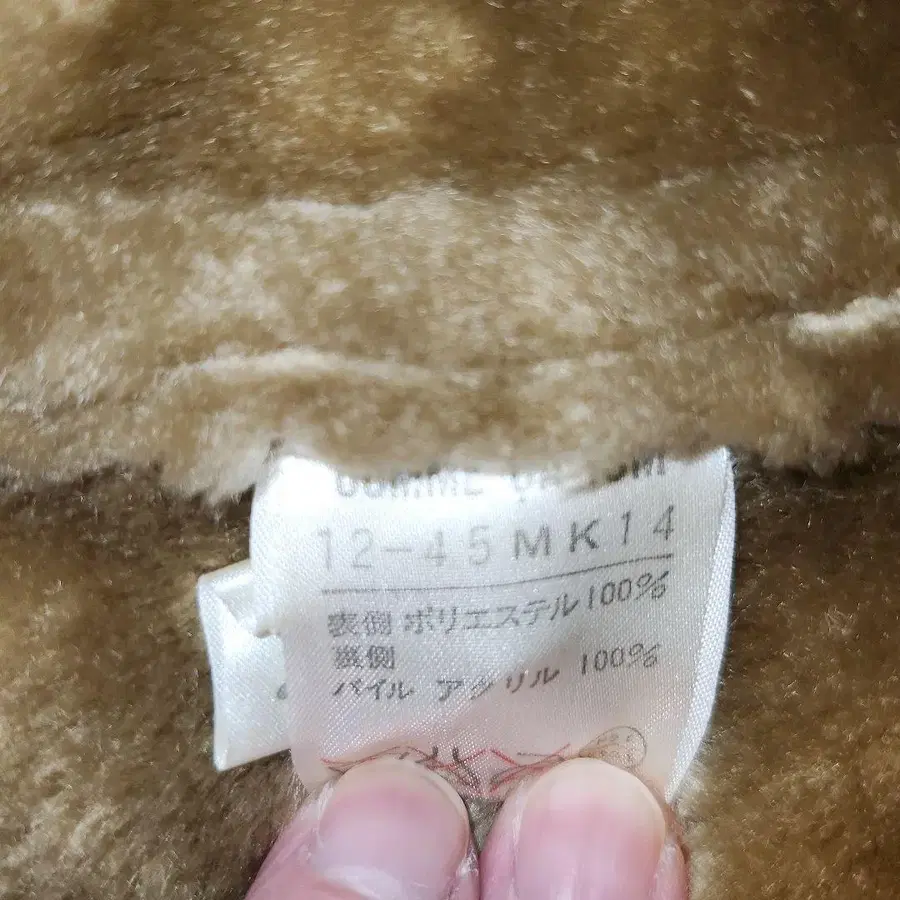 12-45MK14
表側 ポリエステル100%
裏側
パイル アクリル 100%